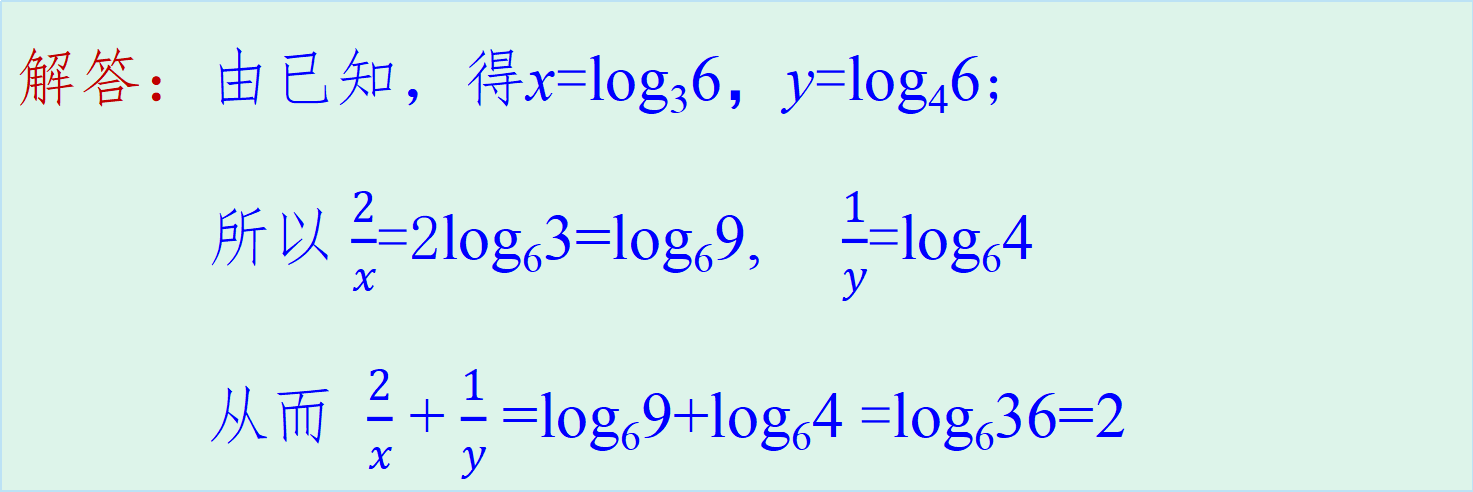 解答：由已知，得x=log₃6，y=log₄6；
所以 2/x=2log₆3=log₆9, 1/y=log₆4
从而 2/x + 1/y =log₆9+log₆4 =log₆36=2